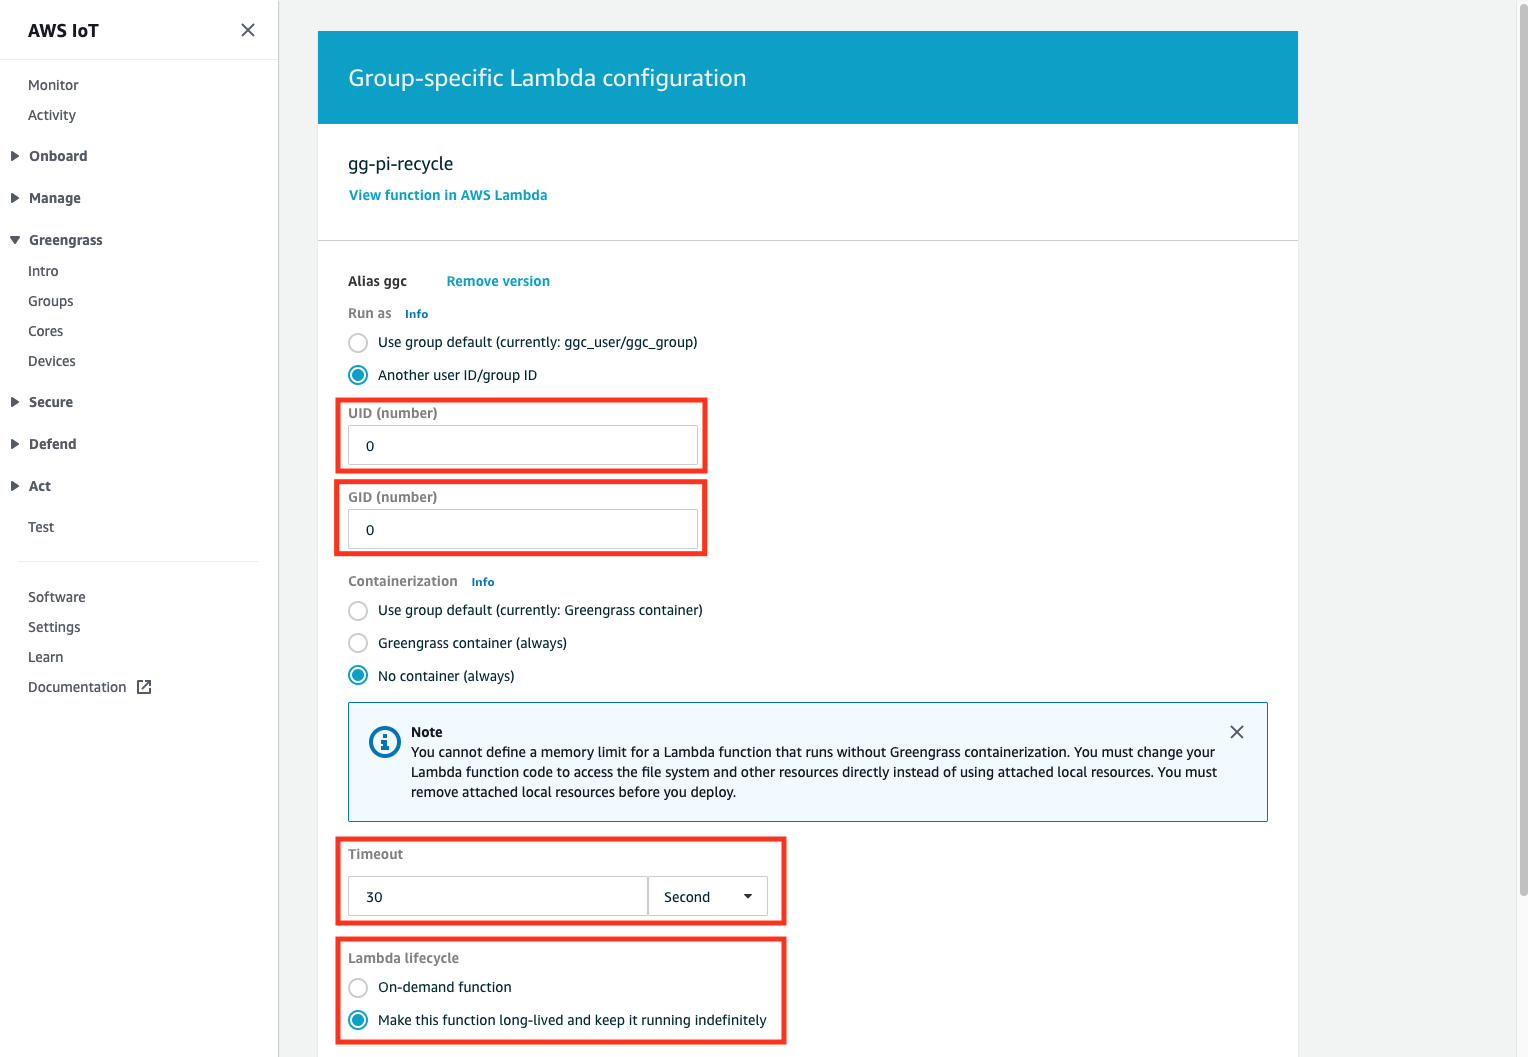 AWS IoT
Monitor
Activity
Onboard
Manage
Greengrass
Intro
Groups
Cores
Devices
Secure
Defend
Act
Test
Software
Settings
Learn
Documentation
Group-specific Lambda configuration
gg-pi-recycle
View function in AWS Lambda
Alias ggc Remove version
Run as Info
Use group default (currently: ggc_user/ggc_group)
Another user ID/group ID
UID (number)
0
GID (number)
0
Containerization Info
Use group default (currently: Greengrass container)
Greengrass container (always)
No container (always)
Note
You cannot define a memory limit for a Lambda function that runs without Greengrass containerization. You must change your
Lambda function code to access the file system and other resources directly instead of using attached local resources. You must
remove attached local resources before you deploy.
Timeout
30 Second
Lambda lifecycle
On-demand function
Make this function long-lived and keep it running indefinitely